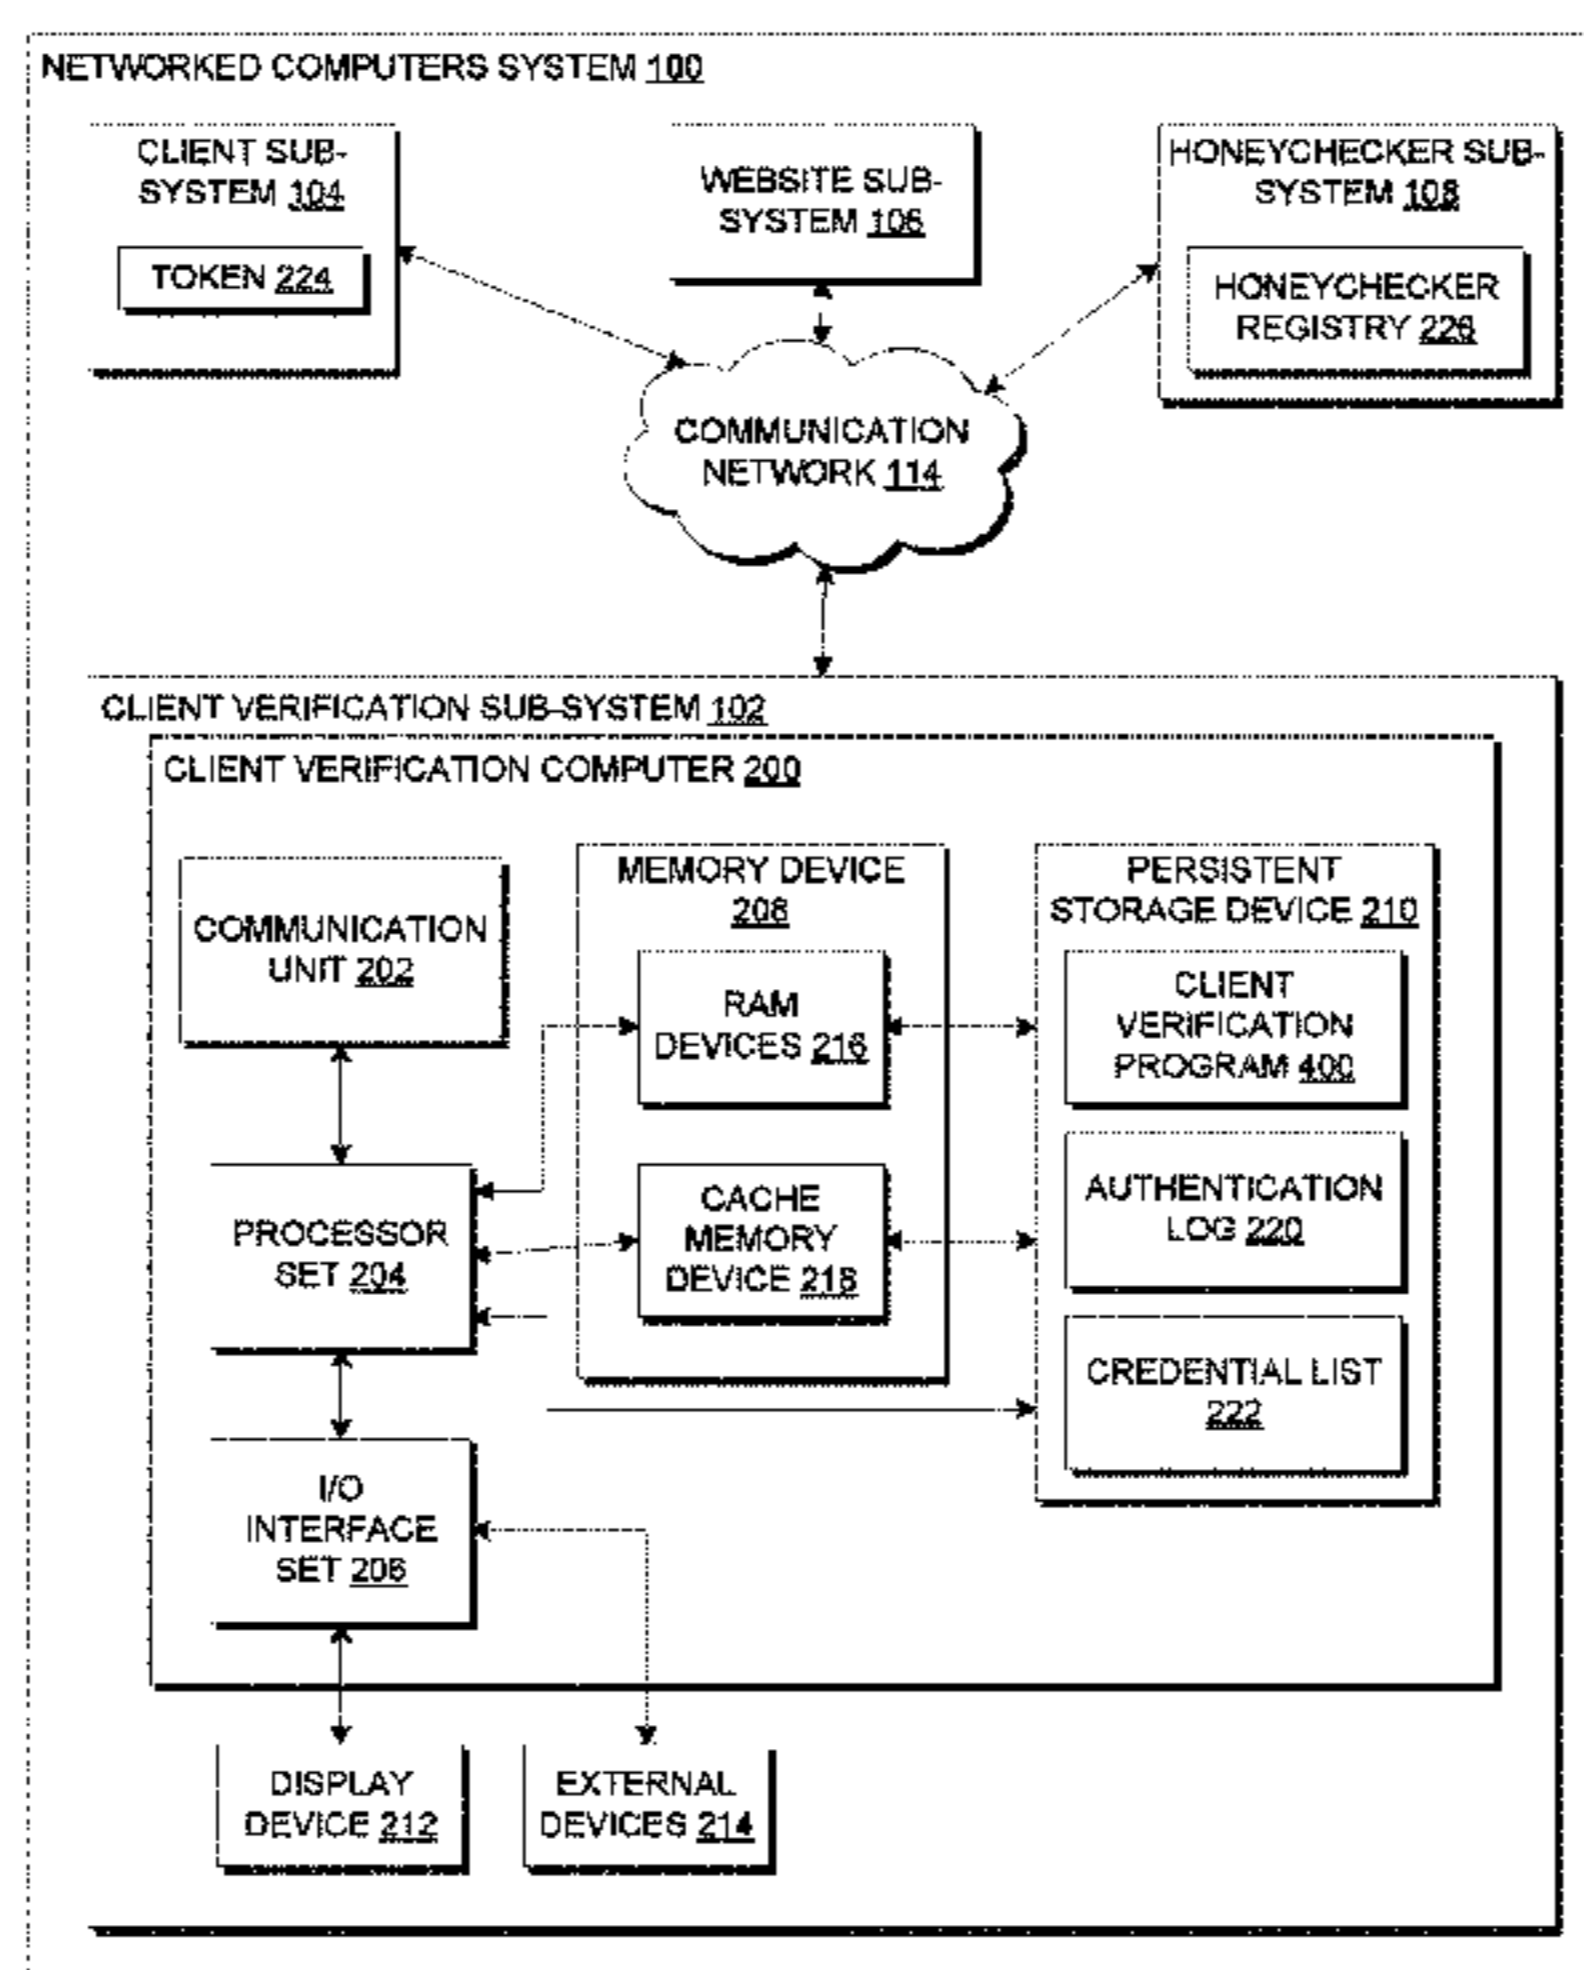 NETWORKED COMPUTERS SYSTEM 100
CLIENT SUB-
SYSTEM 104
TOKEN 224
WEBSITE SUB-
SYSTEM 106
HONEYCHECKER SUB-
SYSTEM 108
HONEYCHECKER
REGISTRY 226
COMMUNICATION
NETWORK 114
CLIENT VERIFICATION SUB-SYSTEM 102
CLIENT VERIFICATION COMPUTER 200
COMMUNICATION
UNIT 202
PROCESSOR
SET 204
I/O
INTERFACE
SET 206
MEMORY DEVICE
208
RAM
DEVICES 216
CACHE
MEMORY
DEVICE 218
PERSISTENT
STORAGE DEVICE 210
CLIENT
VERIFICATION
PROGRAM 400
AUTHENTICATION
LOG 220
CREDENTIAL LIST
222
DISPLAY
DEVICE 212
EXTERNAL
DEVICES 214